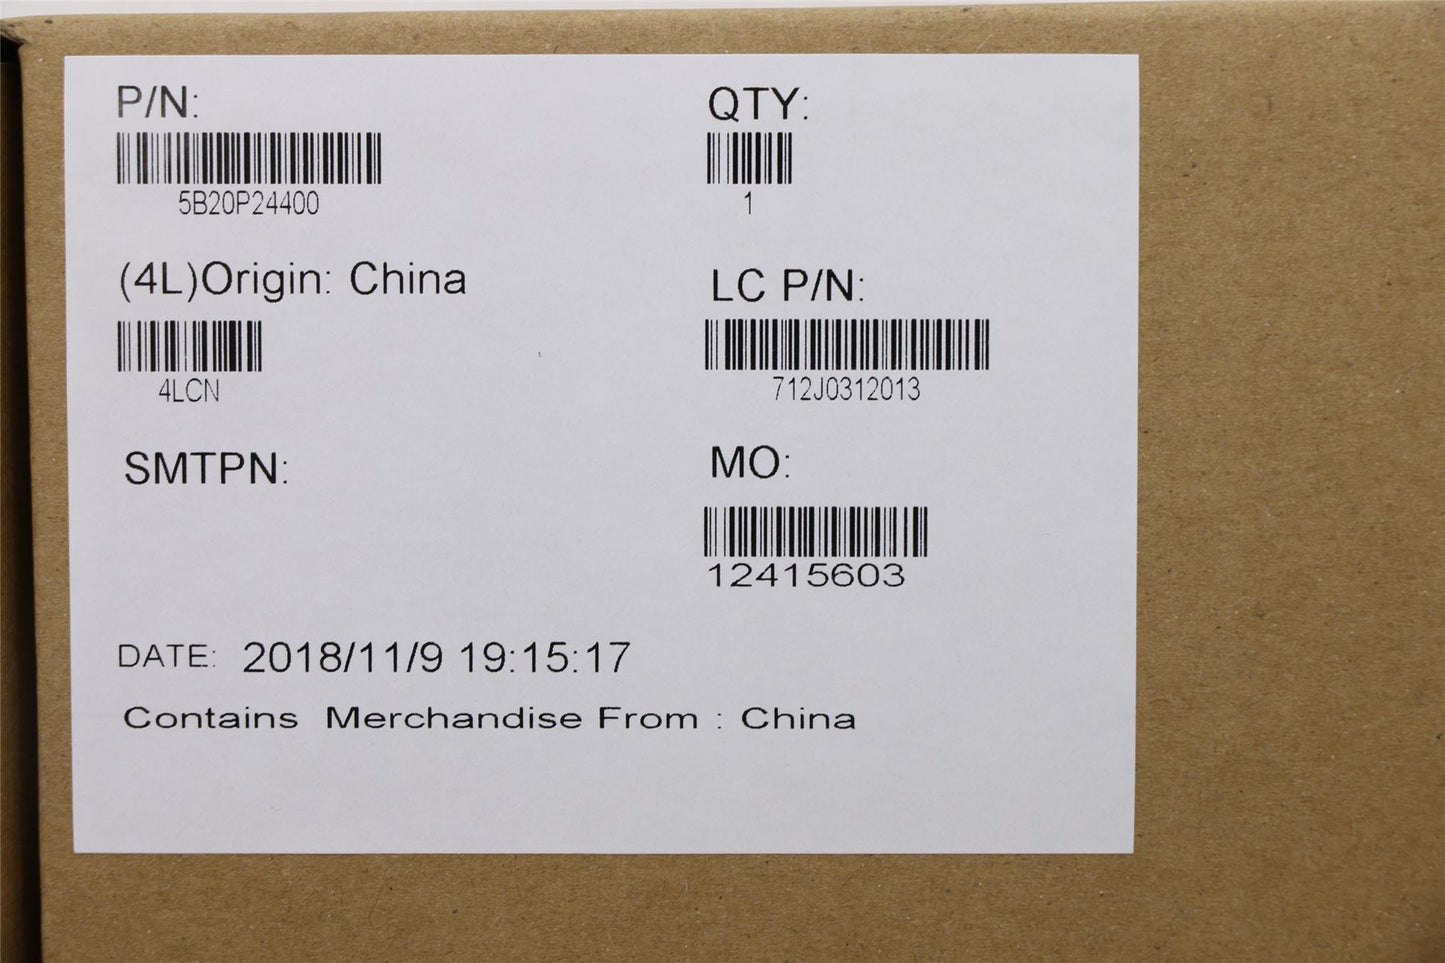 P/N:
5B20P24400
QTY:
1
(4L)Origin: China
4LCN
LC P/N:
712J0312013
SMTPN:
MO:
12415603
DATE: 2018/11/9 19:15:17
Contains Merchandise From : China